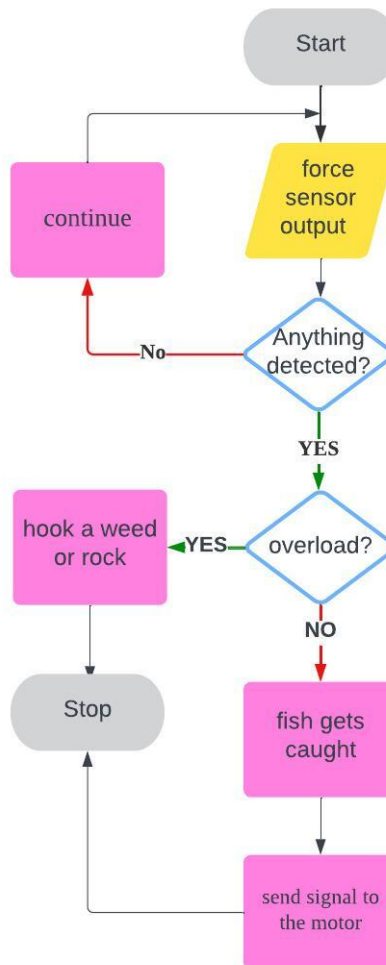 Start
force
sensor
output
continue
Anything
detected?
No
YES
overload?
YES
hook a weed
or rock
NO
Stop
fish gets
caught
send signal to
the motor